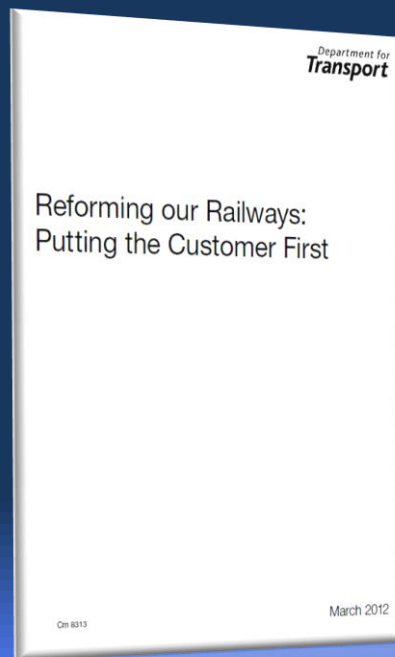 Department for
Transport
Reforming our Railways:
Putting the Customer First
Cm 8313
March 2012